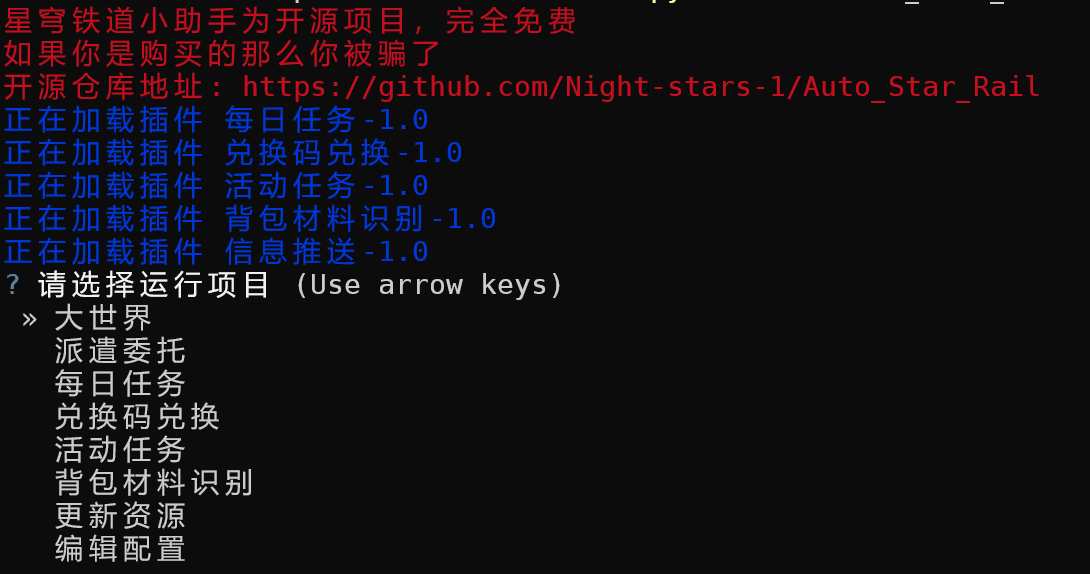 星穹铁道小助手为开源项目，完全免费
如果你是购买的那么你被骗了
开源仓库地址: https://github.com/Night-stars-1/Auto_Star_Rail
正在加载插件 每日任务-1.0
正在加载插件 兑换码兑换-1.0
正在加载插件 活动任务-1.0
正在加载插件 背包材料识别-1.0
正在加载插件 信息推送-1.0
? 请选择运行项目 (Use arrow keys)
» 大世界
派遣委托
每日任务
兑换码兑换
活动任务
背包材料识别
更新资源
编辑配置